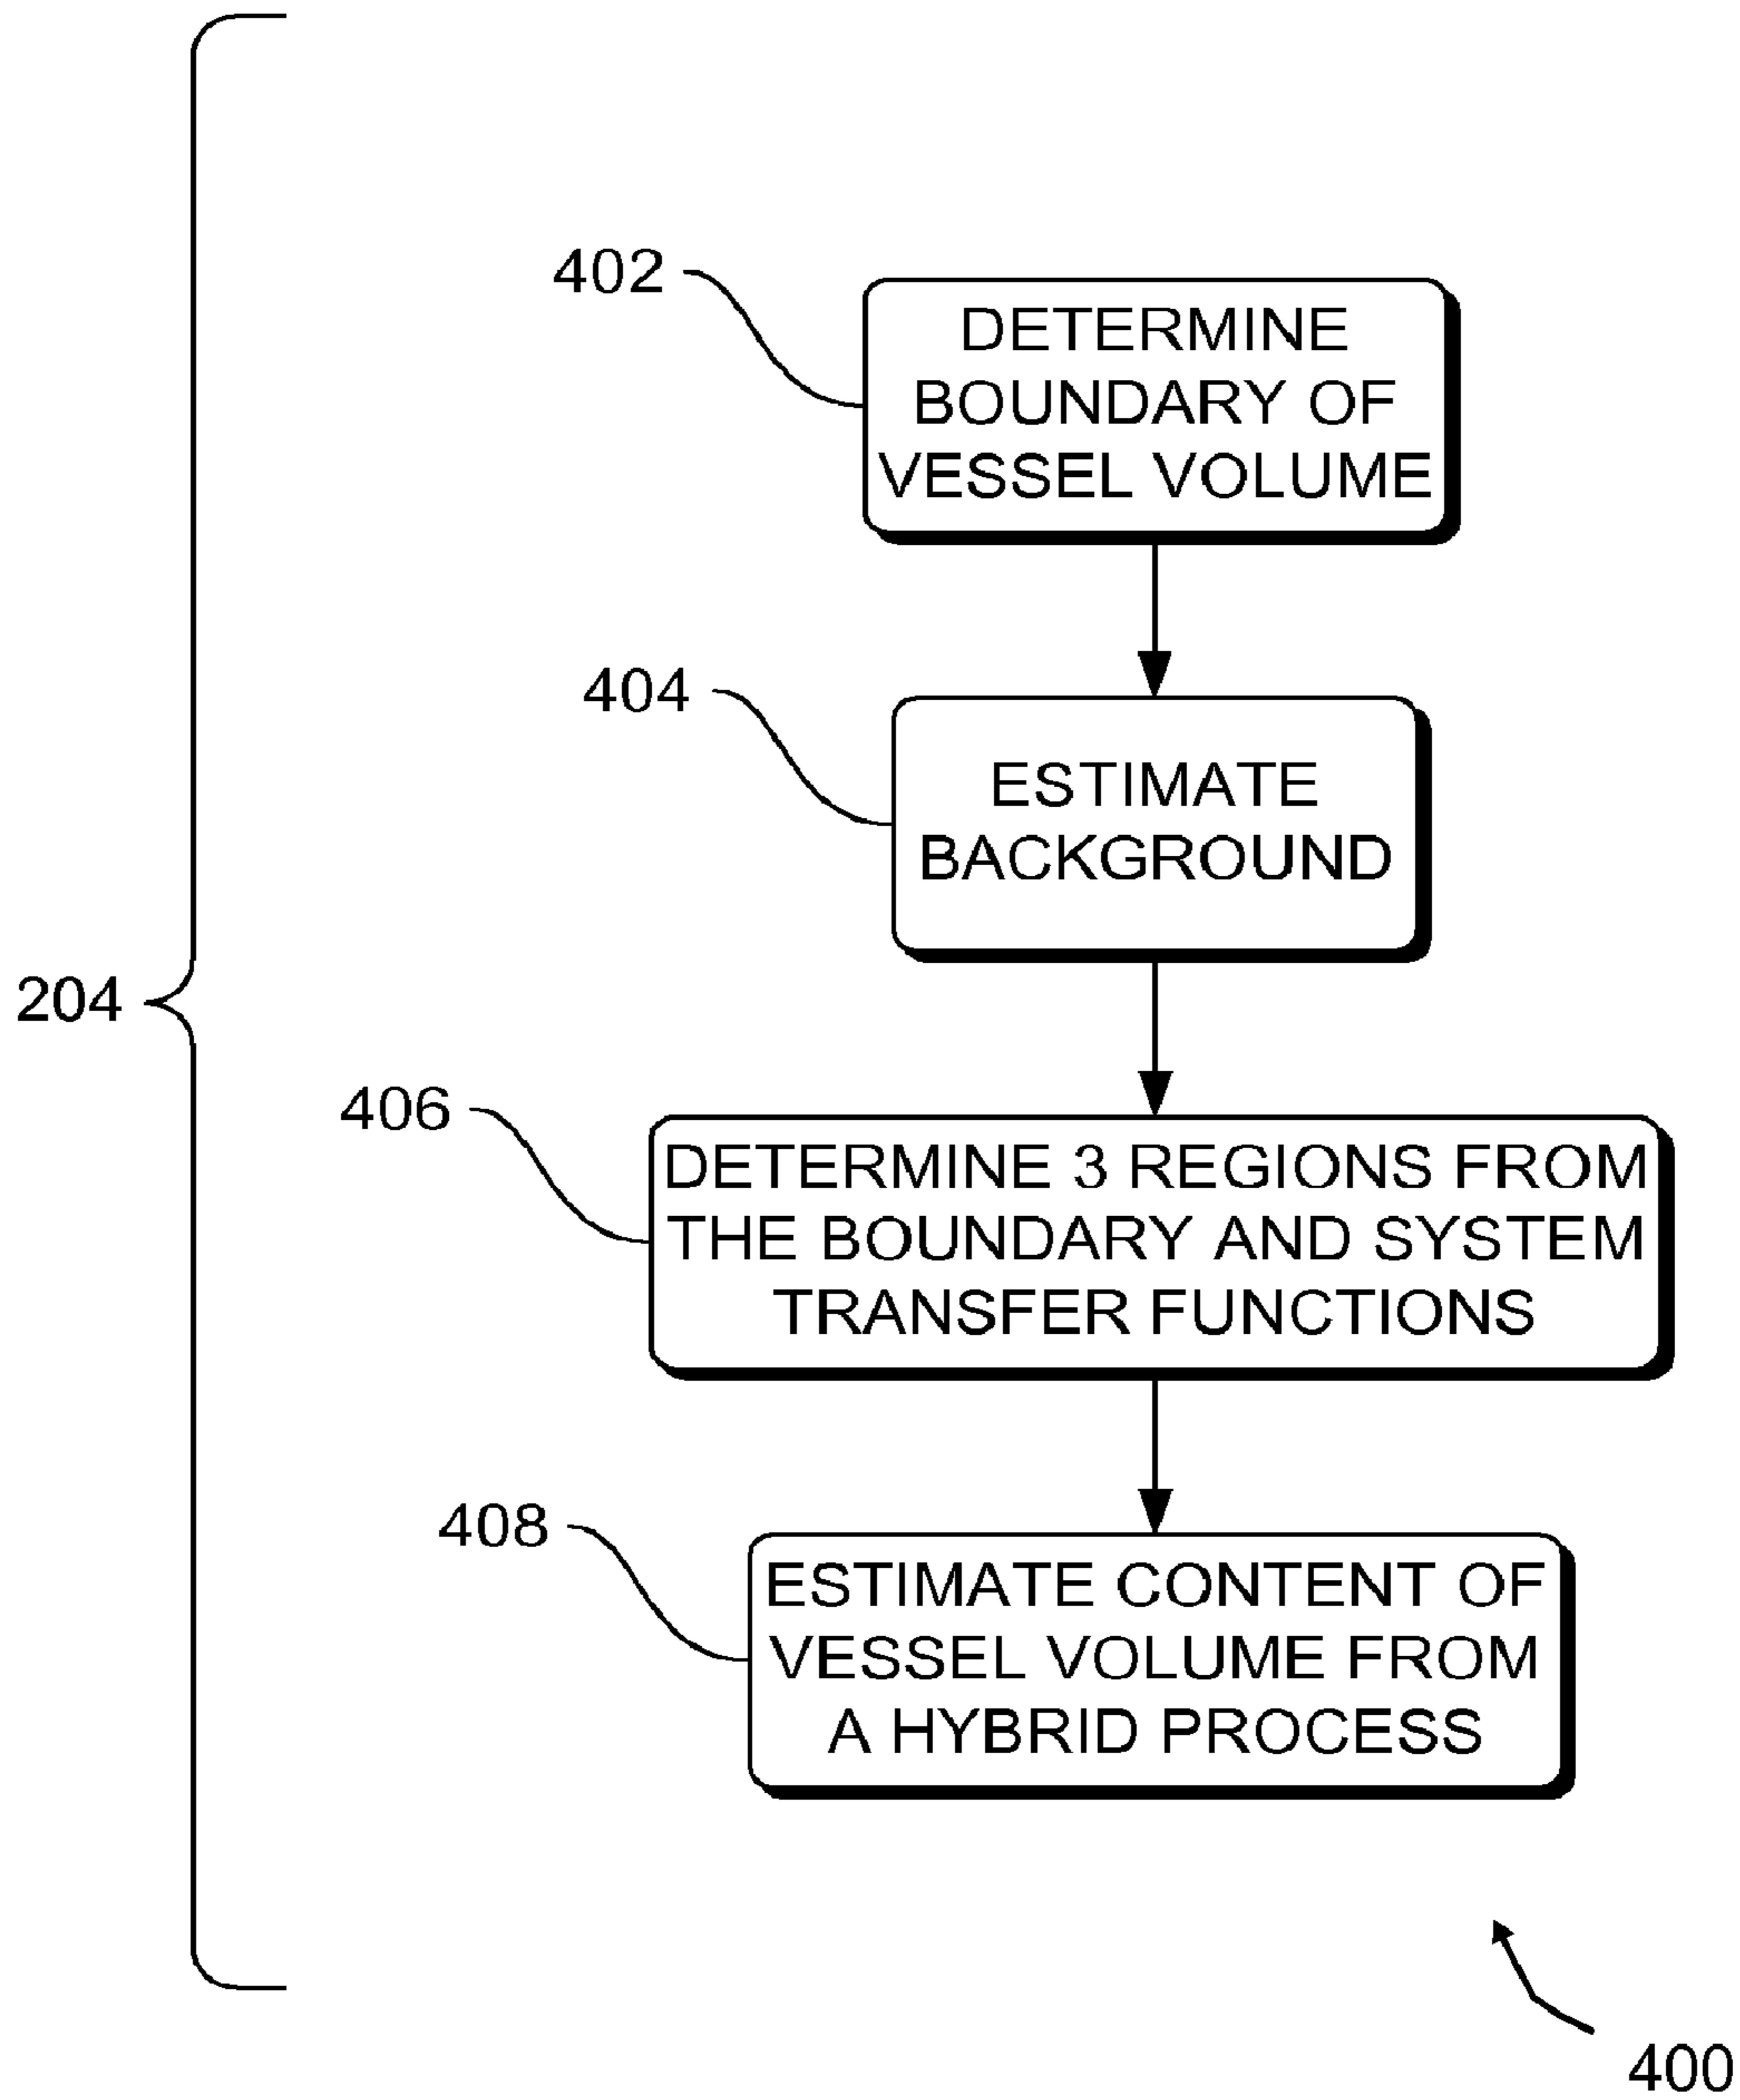 402
DETERMINE
BOUNDARY OF
VESSEL VOLUME
404
ESTIMATE
BACKGROUND
204
406
DETERMINE 3 REGIONS FROM
THE BOUNDARY AND SYSTEM
TRANSFER FUNCTIONS
408
ESTIMATE CONTENT OF
VESSEL VOLUME FROM
A HYBRID PROCESS
400